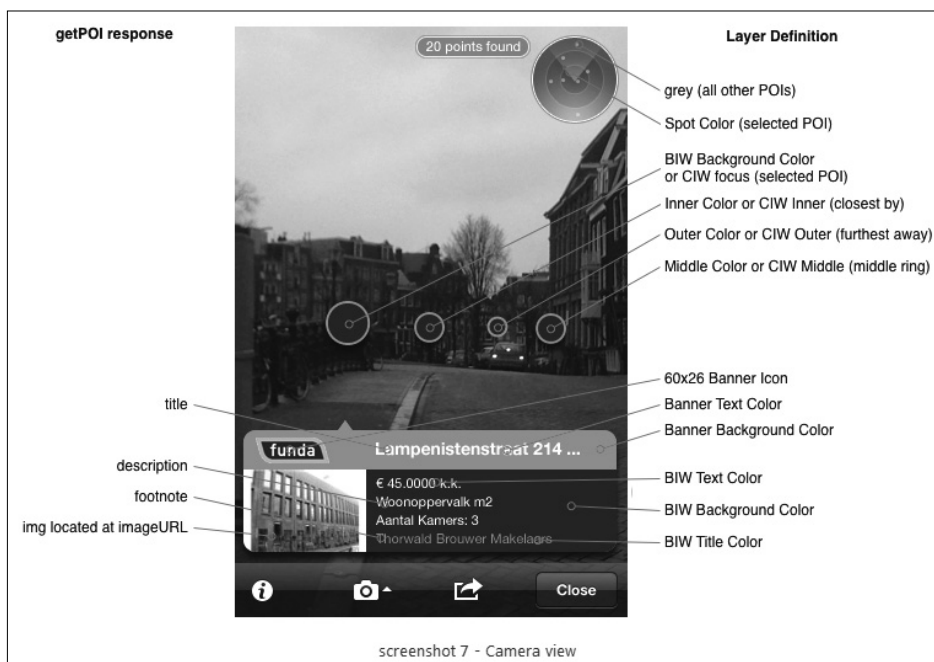 getPOI response
Layer Definition
20 points found
grey (all other POIs)
Spot Color (selected POI)
BIW Background Color
or CIW focus (selected POI)
Inner Color or CIW Inner (closest by)
Outer Color or CIW Outer (furthest away)
Middle Color or CIW Middle (middle ring)
60x26 Banner Icon
title
Banner Text Color
Banner Background Color
funda
Lampenistenstraat 214 ...
description
footnote
img located at imageURL
€ 45.0000 k.k.
Woonoppervalk m2
Aantal Kamers: 3
Thorwald Brouwer Makelaars
BIW Text Color
BIW Background Color
BIW Title Color
Close
screenshot 7 - Camera view